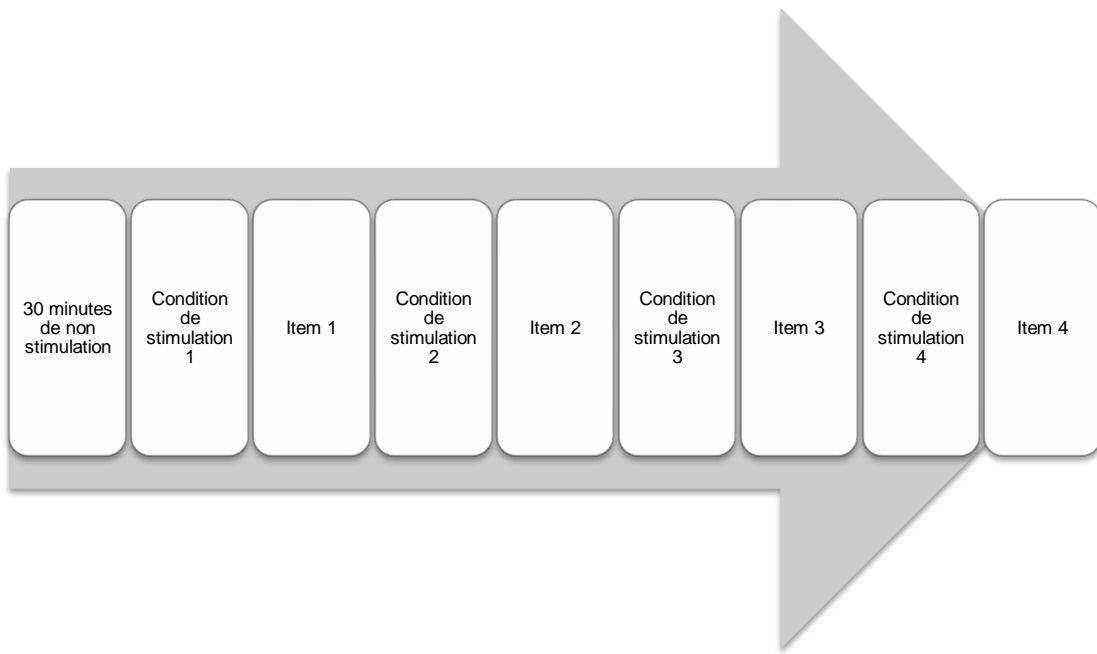 30 minutes
de non
stimulation
Condition
de
stimulation
1
Item 1
Condition
de
stimulation
2
Item 2
Condition
de
stimulation
3
Item 3
Condition
de
stimulation
4
Item 4